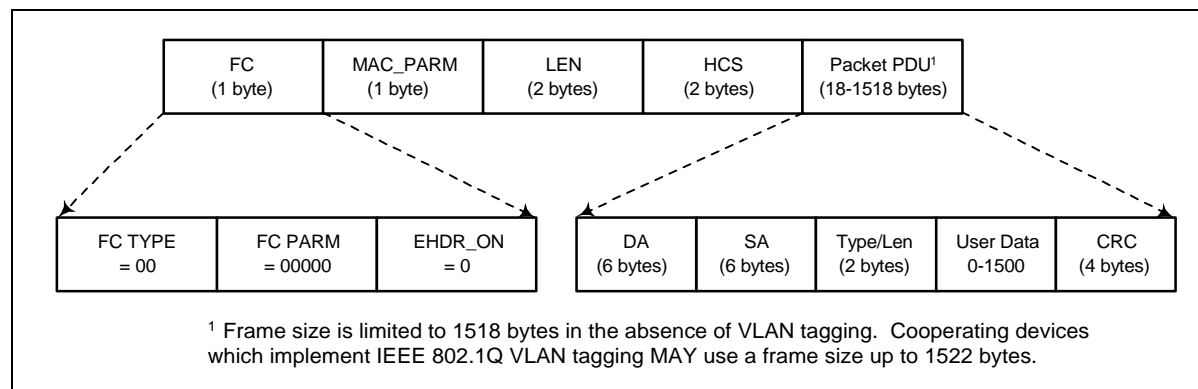 FC
(1 byte)
MAC_PARM
(1 byte)
LEN
(2 bytes)
HCS
(2 bytes)
Packet PDU¹
(18-1518 bytes)
FC TYPE
= 00
FC PARM
= 00000
EHDR_ON
= 0
DA
(6 bytes)
SA
(6 bytes)
Type/Len
(2 bytes)
User Data
0-1500
CRC
(4 bytes)
¹ Frame size is limited to 1518 bytes in the absence of VLAN tagging.  Cooperating devices
which implement IEEE 802.1Q VLAN tagging MAY use a frame size up to 1522 bytes.